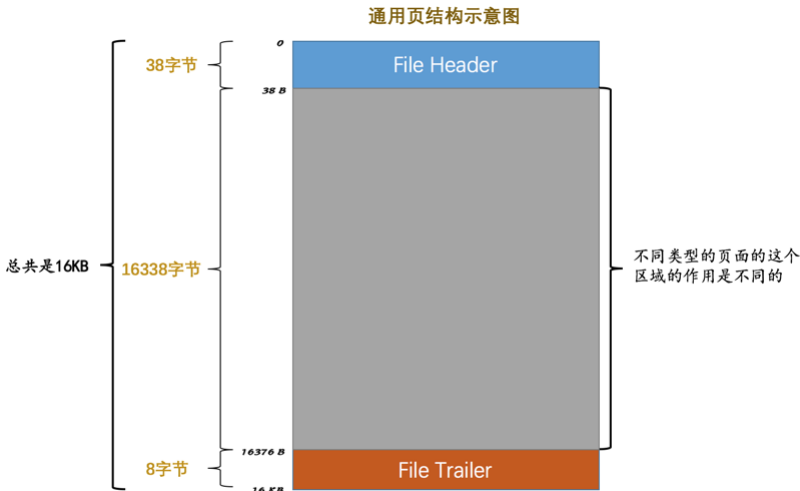 通用页结构示意图
0
38字节
File Header
38 B
总共是16KB
16338字节
不同类型的页面的这个
区域的作用是不同的
16376 B
8字节
File Trailer
16 KB